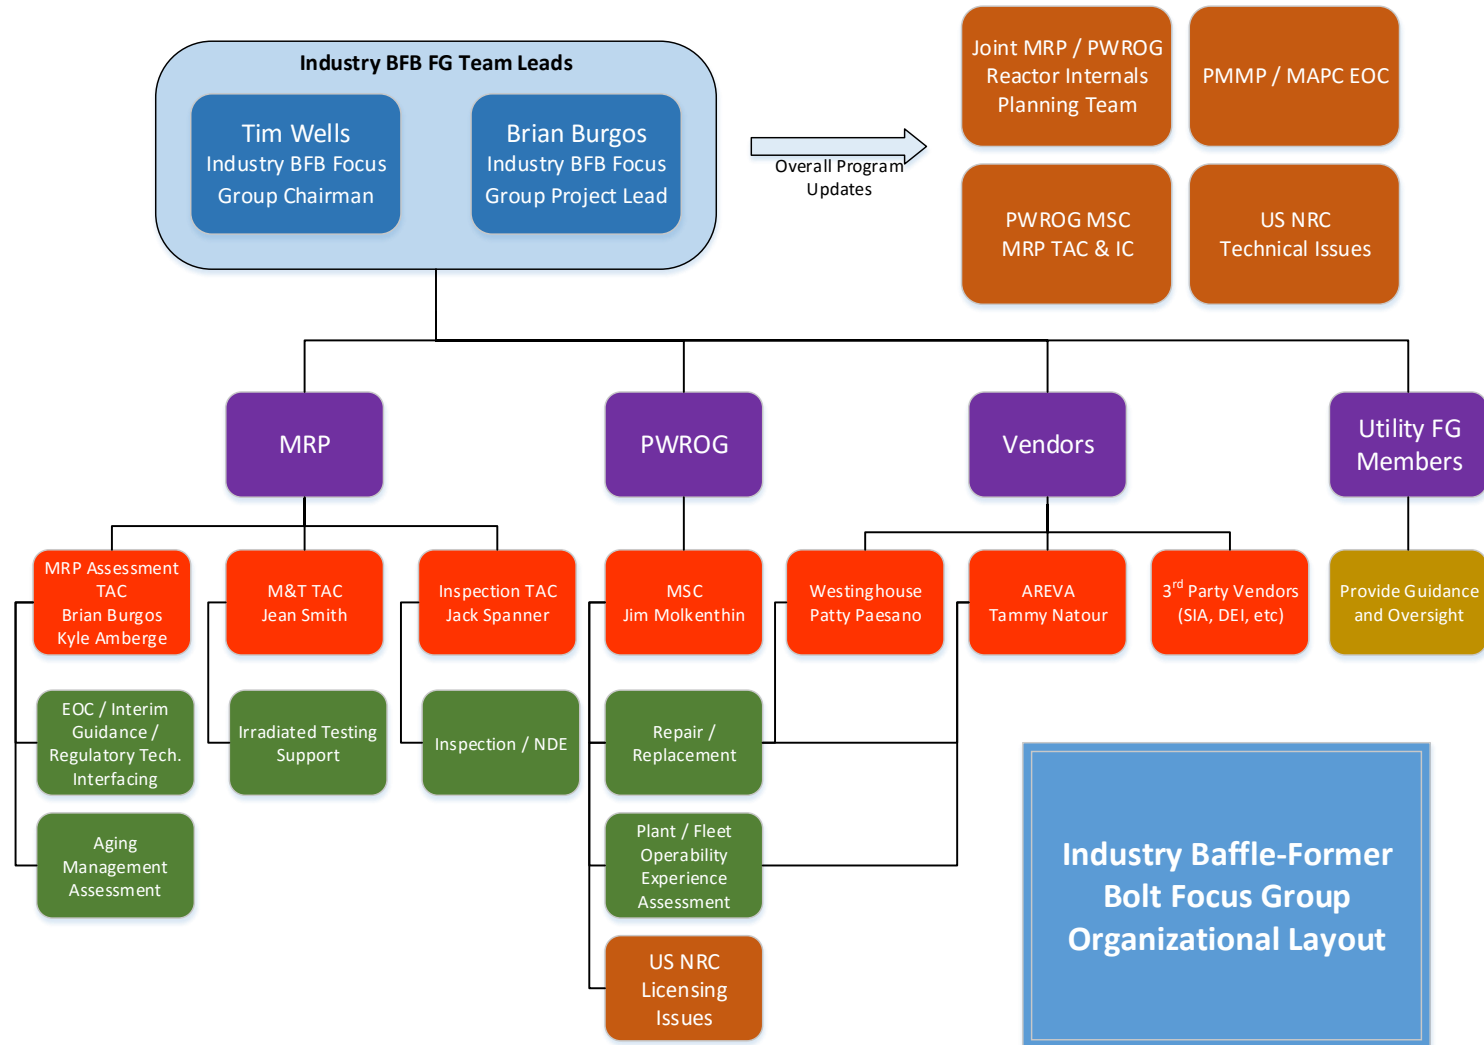 Industry BFB FG Team Leads
Tim Wells
Industry BFB Focus
Group Chairman
Brian Burgos
Industry BFB Focus
Group Project Lead
Overall Program
Updates
Joint MRP / PWROG
Reactor Internals
Planning Team
PMMP / MAPC EOC
PWROG MSC
MRP TAC & IC
US NRC
Technical Issues
MRP
PWROG
Vendors
Utility FG
Members
MRP Assessment
TAC
Brian Burgos
Kyle Amberge
M&T TAC
Jean Smith
Inspection TAC
Jack Spanner
MSC
Jim Molkenthin
Westinghouse
Patty Paesano
AREVA
Tammy Natour
3rd Party Vendors
(SIA, DEI, etc)
Provide Guidance
and Oversight
EOC / Interim
Guidance /
Regulatory Tech.
Interfacing
Irradiated Testing
Support
Inspection / NDE
Repair /
Replacement
Aging
Management
Assessment
Plant / Fleet
Operability
Experience
Assessment
US NRC
Licensing
Issues
Industry Baffle-Former
Bolt Focus Group
Organizational Layout